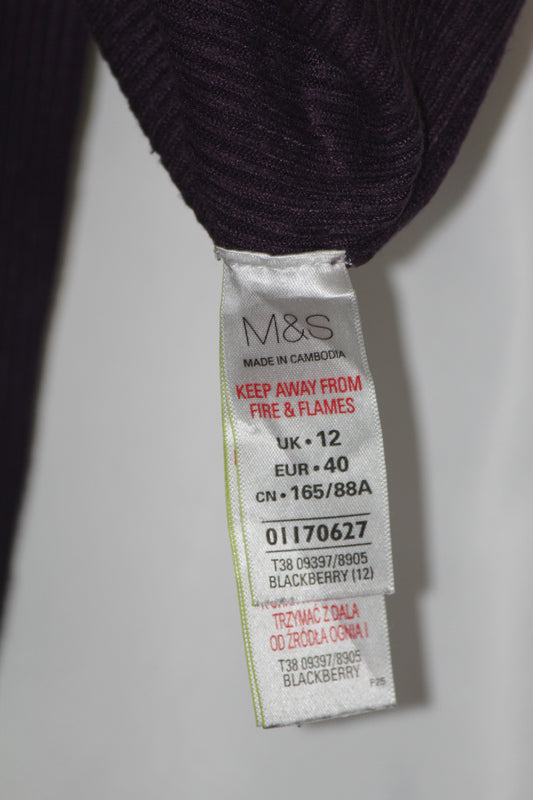 M&S
MADE IN CAMBODIA
KEEP AWAY FROM
FIRE & FLAMES
UK • 12
EUR • 40
CN • 165/88A
01170627
T38 09397/8905
BLACKBERRY (12)
TRZYMAĆ Z DALA
OD ŹRÓDŁA OGNIA I
T38 09397/8905
BLACKBERRY
F25